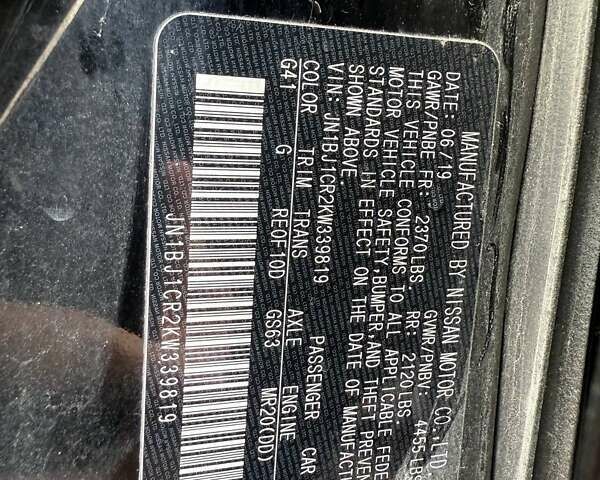 MANUFACTURED BY NISSAN MOTOR CO.,LTD.
DATE: 06/19 GVWR/PNBV: 4455 LBS
GAWR/PNBE FR: 2370 LBS RR: 2120 LBS
THIS VEHICLE CONFORMS TO ALL APPLICABLE FEDE
MOTOR VEHICLE SAFETY, BUMPER, AND THEFT PREVEN
STANDARDS IN EFFECT ON THE DATE OF MANUFACT
SHOWN ABOVE.
VIN: JN1BJ1CR2KW339819 PASSENGER CAR
COLOR TRIM TRANS AXLE ENGINE
G41 G RE0F10D GS63 MR20(DD)
JN1BJ1CR2KW339819